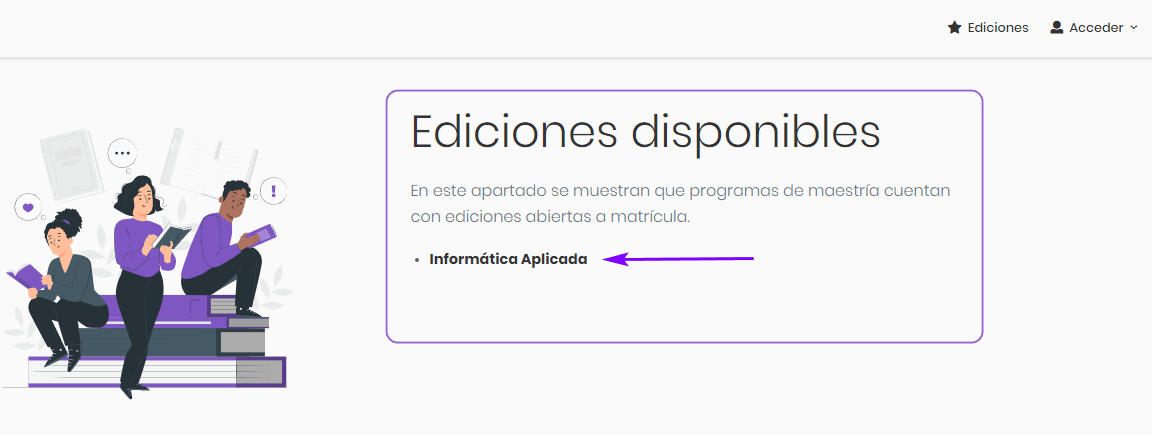 Ediciones
Acceder
Ediciones disponibles
En este apartado se muestran que programas de maestría cuentan
con ediciones abiertas a matrícula.
Informática Aplicada